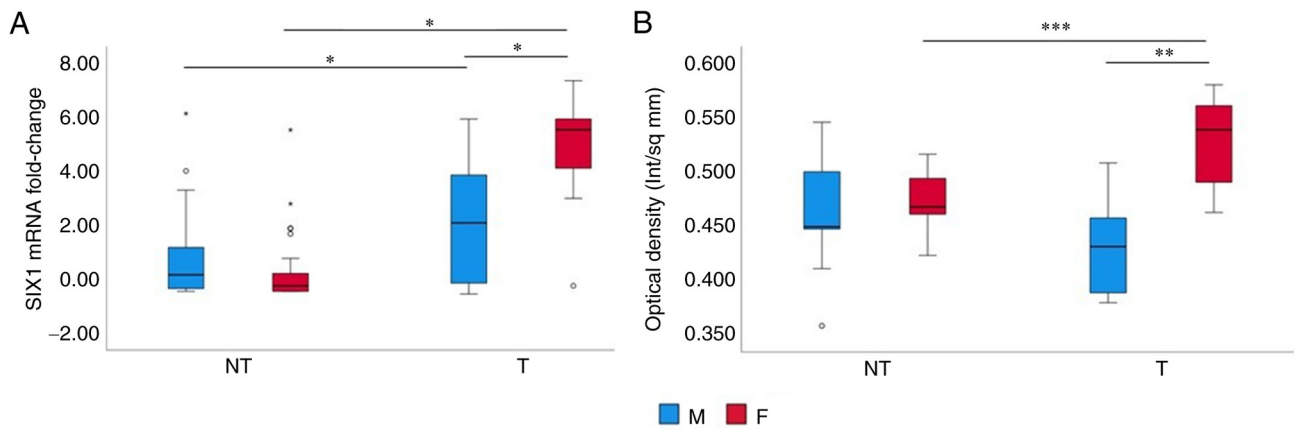 A
*
*
*
SIX1 mRNA fold-change
8.00
6.00
4.00
2.00
0.00
–2.00
NT
T
B
***
**
Optical density (Int/sq mm)
0.600
0.550
0.500
0.450
0.400
0.350
NT
T
M
F